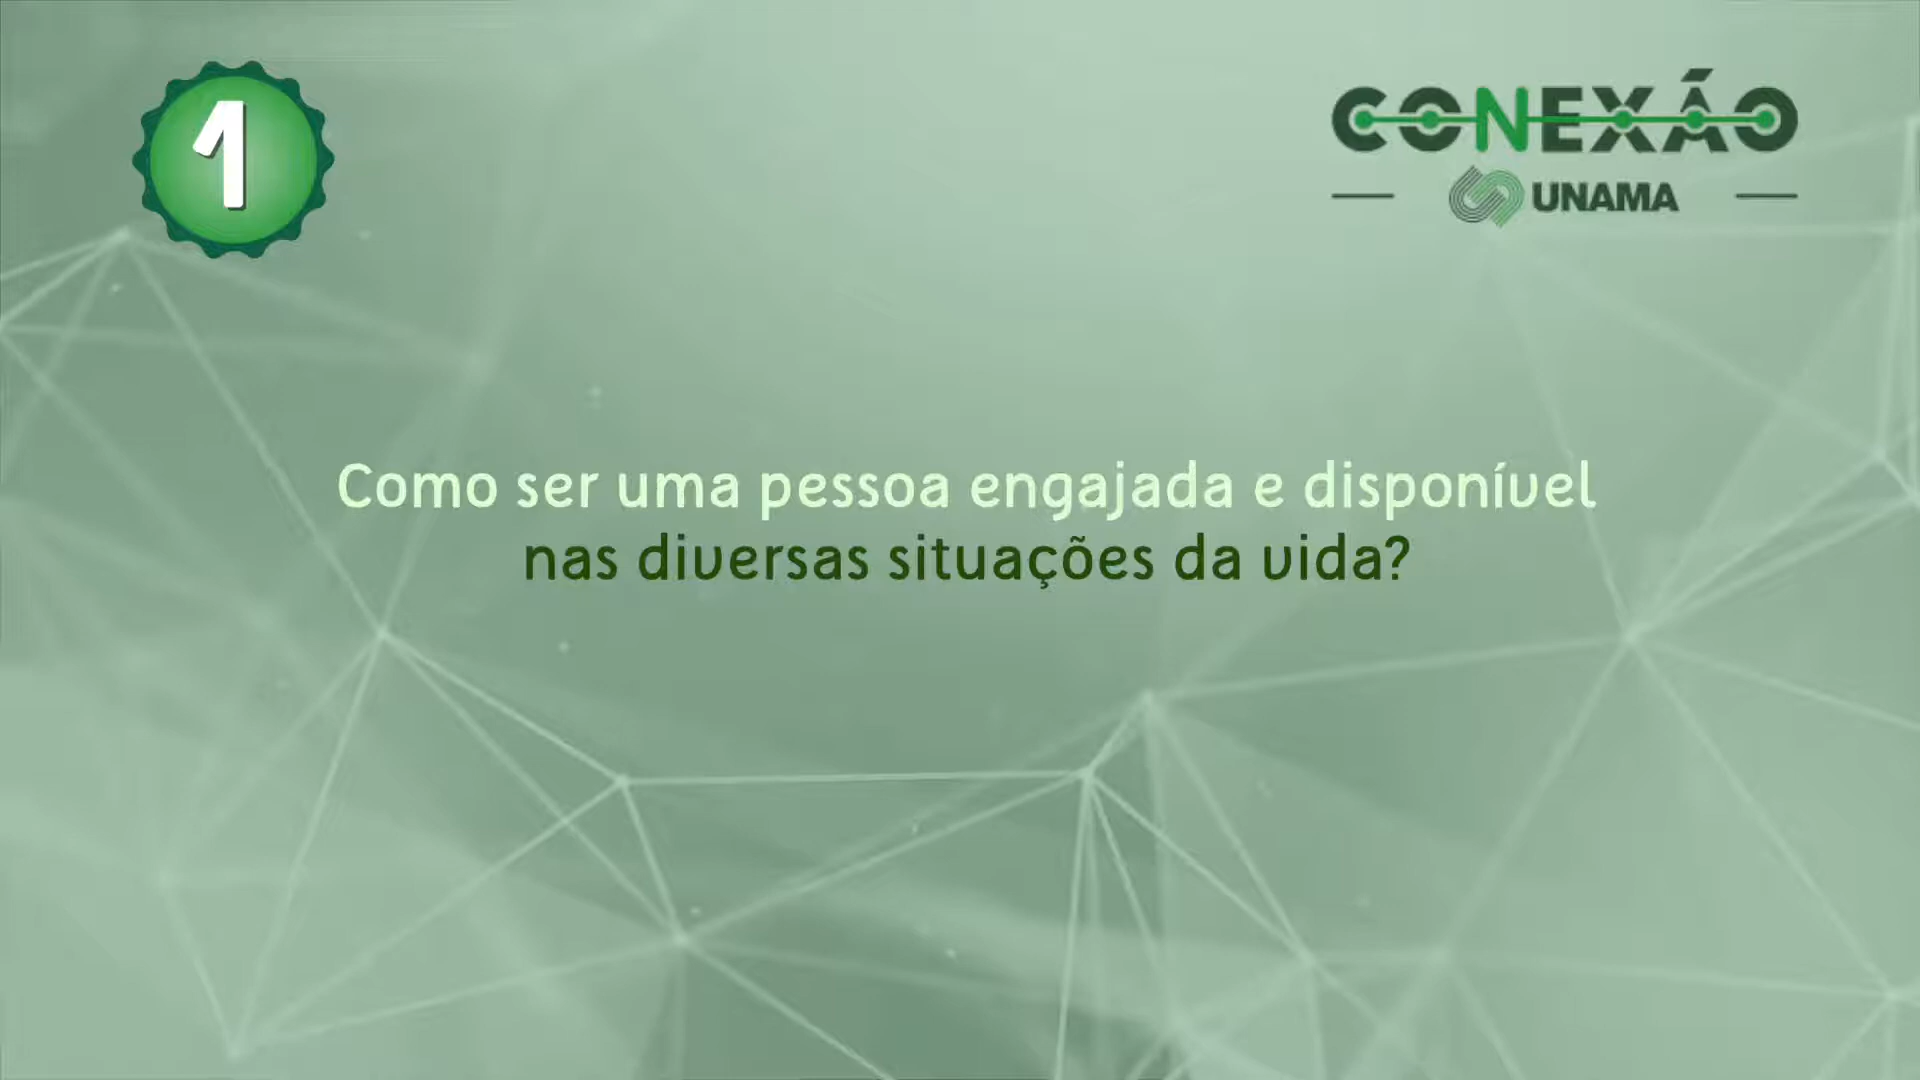 1
CONEXÃO
UNAMA
Como ser uma pessoa engajada e disponível
nas diversas situações da vida?